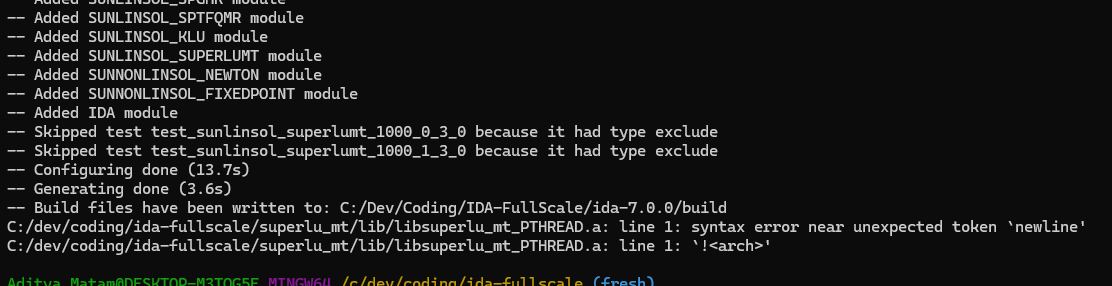 -- Added SUNLINSOL_SPGMR module
-- Added SUNLINSOL_SPTFQMR module
-- Added SUNLINSOL_KLU module
-- Added SUNLINSOL_SUPERLUMT module
-- Added SUNNONLINSOL_NEWTON module
-- Added SUNNONLINSOL_FIXEDPOINT module
-- Added IDA module
-- Skipped test test_sunlinsol_superlumt_1000_0_3_0 because it had type exclude
-- Skipped test test_sunlinsol_superlumt_1000_1_3_0 because it had type exclude
-- Configuring done (13.7s)
-- Generating done (3.6s)
-- Build files have been written to: C:/Dev/Coding/IDA-FullScale/ida-7.0.0/build
C:/dev/coding/ida-fullscale/superlu_mt/lib/libsuperlu_mt_PTHREAD.a: line 1: syntax error near unexpected token `newline'
C:/dev/coding/ida-fullscale/superlu_mt/lib/libsuperlu_mt_PTHREAD.a: line 1: `!<arch>'
Aditya Matam@DESKTOP-M3TOG5E MINGW64 /c/dev/coding/ida-fullscale (fresh)